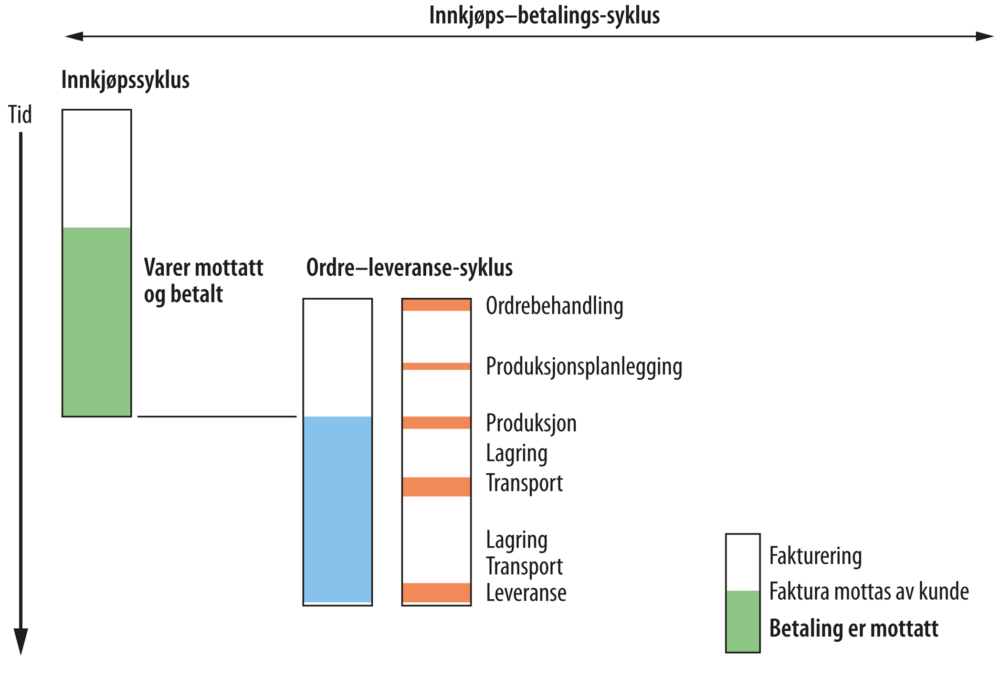 Innkjøps–betalings-syklus
Innkjøpssyklus
Tid
Varer mottatt
og betalt
Ordre–leveranse-syklus
Ordrebehandling
Produksjonsplanlegging
Produksjon
Lagring
Transport
Lagring
Transport
Leveranse
Fakturering
Faktura mottas av kunde
Betaling er mottatt